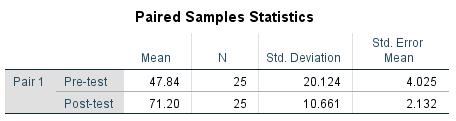 Paired Samples Statistics
Mean N Std. Deviation Std. Error Mean
Pair 1 Pre-test 47.84 25 20.124 4.025
Post-test 71.20 25 10.661 2.132